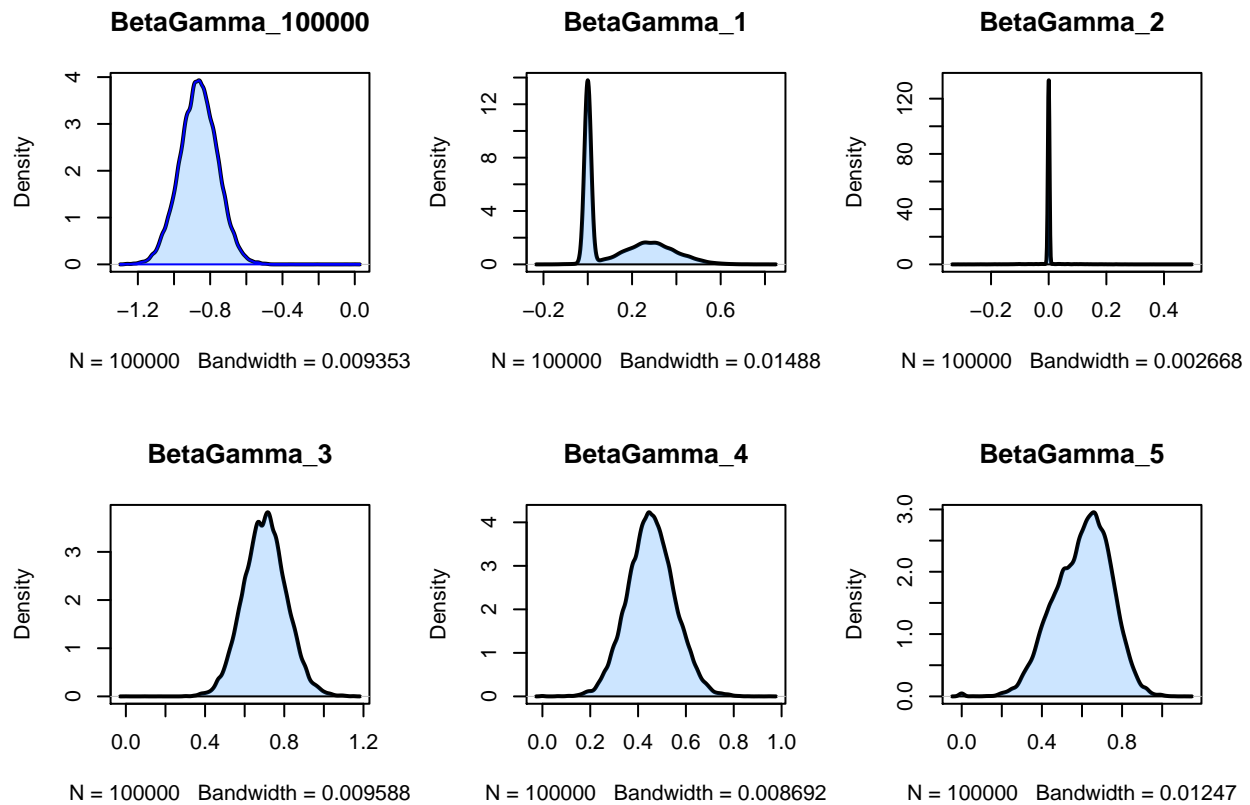 BetaGamma_100000
Density
0 1 2 3 4
−1.2 −0.8 −0.4 0.0
N = 100000 Bandwidth = 0.009353
BetaGamma_1
Density
0 4 8 12
−0.2 0.2 0.6
N = 100000 Bandwidth = 0.01488
BetaGamma_2
Density
0 40 80 120
−0.2 0.0 0.2 0.4
N = 100000 Bandwidth = 0.002668
BetaGamma_3
Density
0 1 2 3
0.0 0.4 0.8 1.2
N = 100000 Bandwidth = 0.009588
BetaGamma_4
Density
0 1 2 3 4
0.0 0.2 0.4 0.6 0.8 1.0
N = 100000 Bandwidth = 0.008692
BetaGamma_5
Density
0.0 1.0 2.0 3.0
0.0 0.4 0.8
N = 100000 Bandwidth = 0.01247